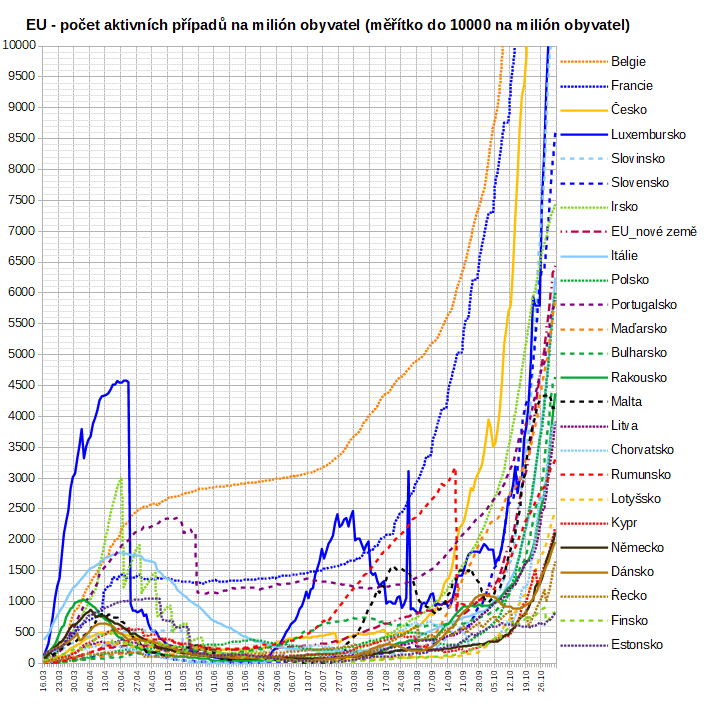 EU - počet aktivních případů na milión obyvatel (měřítko do 10000 na milión obyvatel)
10000
9500
9000
8500
8000
7500
7000
6500
6000
5500
5000
4500
4000
3500
3000
2500
2000
1500
1000
500
0
Belgie
Francie
Česko
Luxembursko
Slovinsko
Slovensko
Irsko
EU_nové země
Itálie
Polsko
Portugalsko
Maďarsko
Bulharsko
Rakousko
Malta
Litva
Chorvatsko
Rumunsko
Lotyšsko
Kypr
Německo
Dánsko
Řecko
Finsko
Estonsko
16.03
23.03
30.03
06.04
13.04
20.04
27.04
04.05
11.05
18.05
25.05
01.06
08.06
15.06
22.06
29.06
06.07
13.07
20.07
27.07
03.08
10.08
17.08
24.08
31.08
07.09
14.09
21.09
28.09
05.10
12.10
19.10
26.10